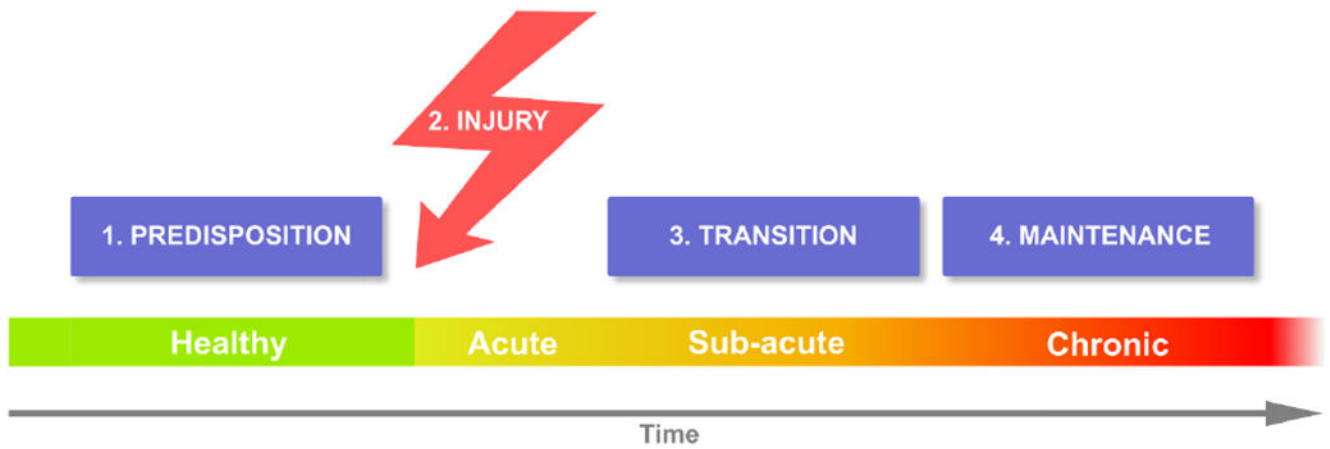 2. INJURY
1. PREDISPOSITION
3. TRANSITION
4. MAINTENANCE
Healthy
Acute
Sub-acute
Chronic
Time